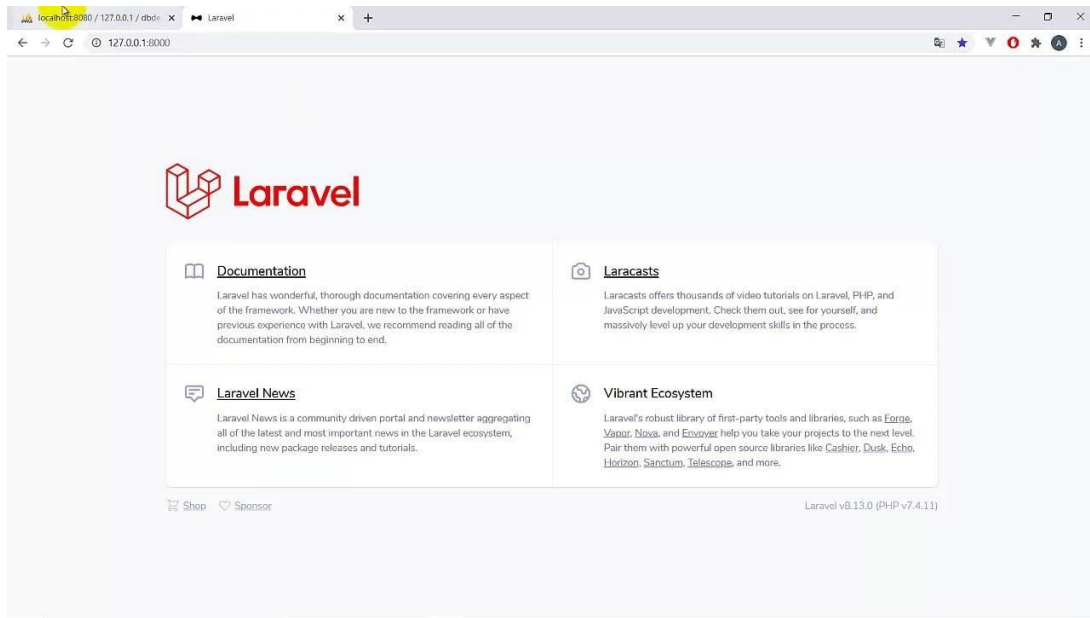 localhost:8080 / 127.0.0.1 / dbde
Laravel
127.0.0.1:8000
A
Laravel
Documentation
Laravel has wonderful, thorough documentation covering every aspect
of the framework. Whether you are new to the framework or have
previous experience with Laravel, we recommend reading all of the
documentation from beginning to end.
Laracasts
Laracasts offers thousands of video tutorials on Laravel, PHP, and
JavaScript development. Check them out, see for yourself, and
massively level up your development skills in the process.
Laravel News
Laravel News is a community driven portal and newsletter aggregating
all of the latest and most important news in the Laravel ecosystem,
including new package releases and tutorials.
Vibrant Ecosystem
Laravel's robust library of first-party tools and libraries, such as Forge,
Vapor, Nova, and Envoyer help you take your projects to the next level.
Pair them with powerful open source libraries like Cashier, Dusk, Echo,
Horizon, Sanctum, Telescope, and more.
Shop
Sponsor
Laravel v8.13.0 (PHP v7.4.11)